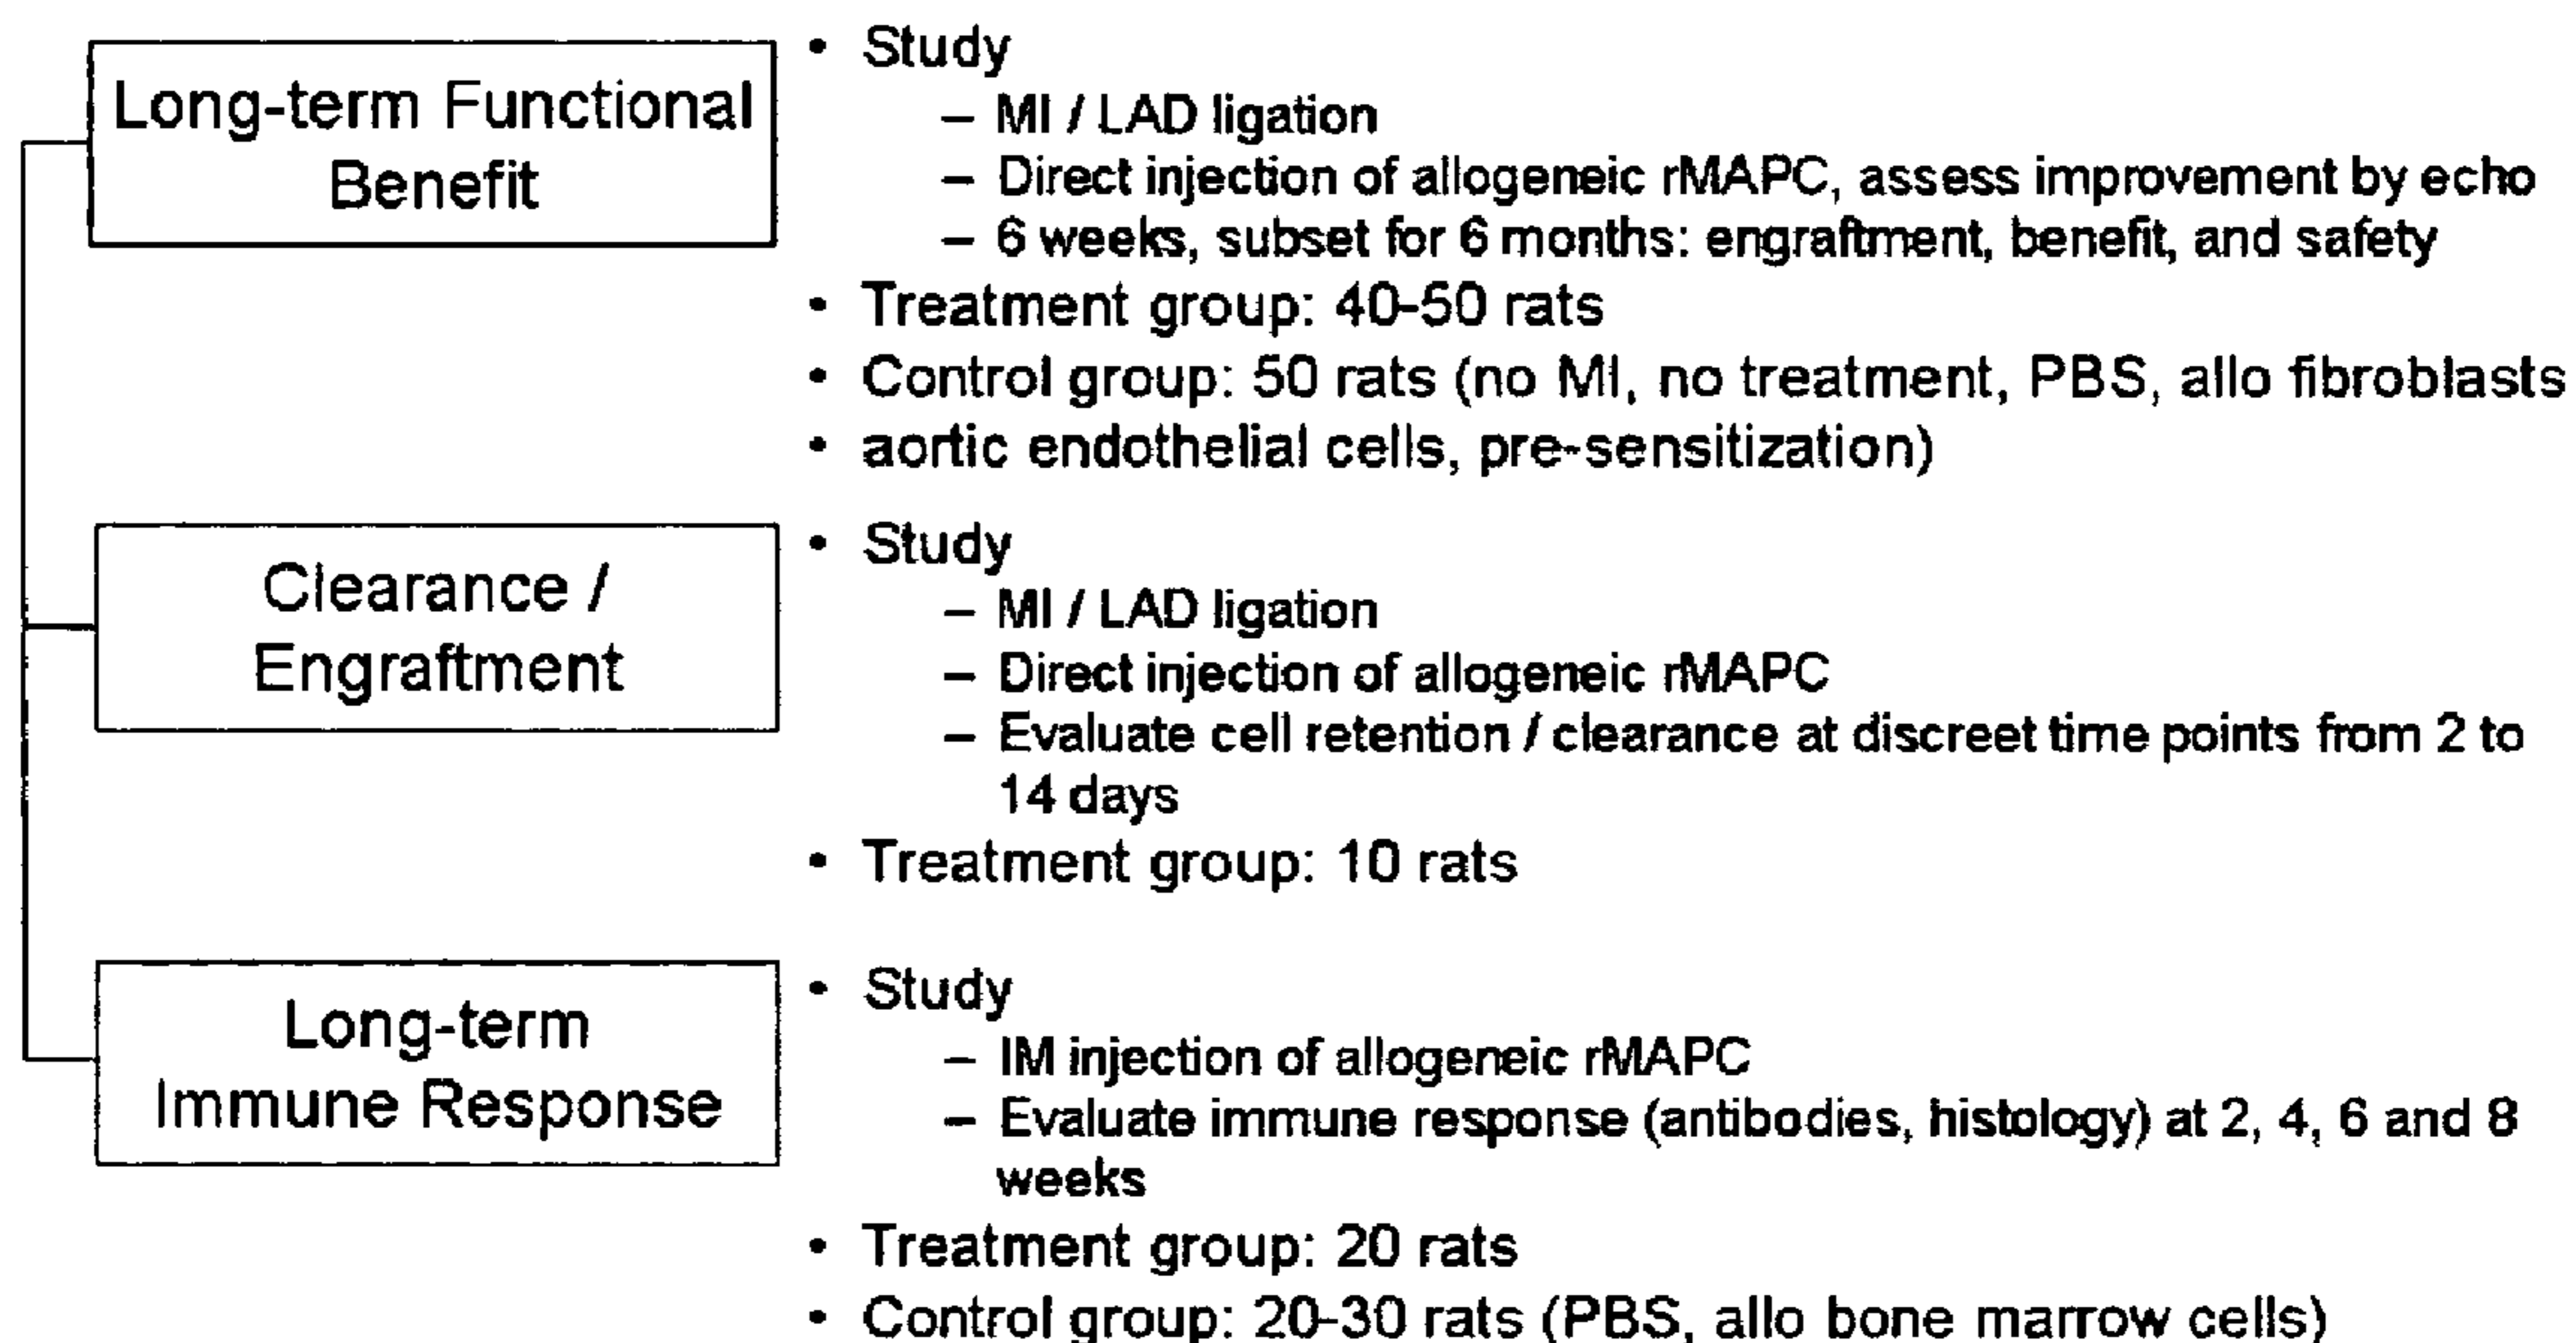 Long-term Functional
Benefit
• Study
– MI / LAD ligation
– Direct injection of allogeneic rMAPC, assess improvement by echo
– 6 weeks, subset for 6 months: engraftment, benefit, and safety
• Treatment group: 40-50 rats
• Control group: 50 rats (no MI, no treatment, PBS, allo fibroblasts
• aortic endothelial cells, pre-sensitization)
Clearance /
Engraftment
• Study
– MI / LAD ligation
– Direct injection of allogeneic rMAPC
– Evaluate cell retention / clearance at discreet time points from 2 to
14 days
• Treatment group: 10 rats
Long-term
Immune Response
• Study
– IM injection of allogeneic rMAPC
– Evaluate immune response (antibodies, histology) at 2, 4, 6 and 8
weeks
• Treatment group: 20 rats
• Control group: 20-30 rats (PBS, allo bone marrow cells)